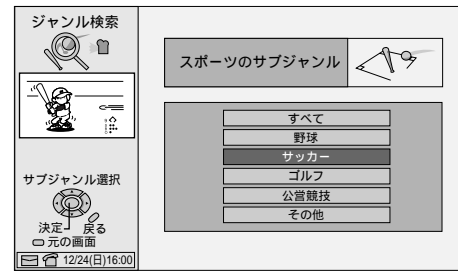 ジャンル検索
スポーツのサブジャンル
すべて
野球
サッカー
ゴルフ
公営競技
その他
サブジャンル選択
決定
戻る
元の画面
12/24(日)16:00